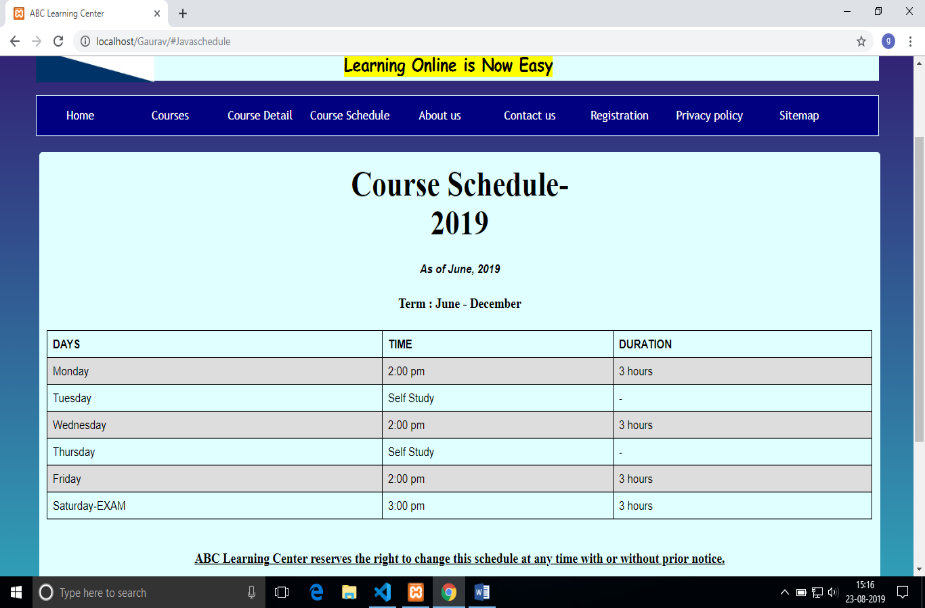 ABC Learning Center
localhost/Gaurav/#Javaschedule
g
Learning Online is Now Easy
Home Courses Course Detail Course Schedule About us Contact us Registration Privacy policy Sitemap
Course Schedule-
2019
As of June, 2019
Term : June - December
DAYS TIME DURATION
Monday 2:00 pm 3 hours
Tuesday Self Study -
Wednesday 2:00 pm 3 hours
Thursday Self Study -
Friday 2:00 pm 3 hours
Saturday-EXAM 3:00 pm 3 hours
ABC Learning Center reserves the right to change this schedule at any time with or without prior notice.
Type here to search
15:16
23-08-2019